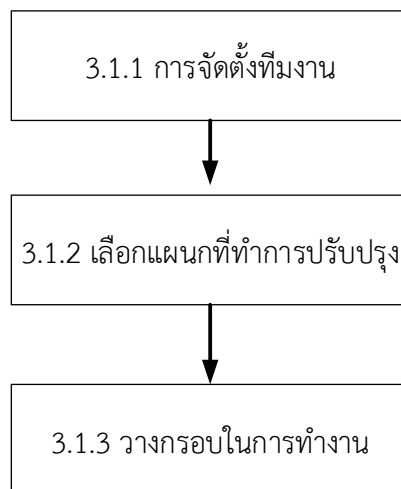 3.1.1 การจัดตั้งทีมงาน
3.1.2 เลือกแผนกที่ทำการปรับปรุง
3.1.3 วางกรอบในการทำงาน